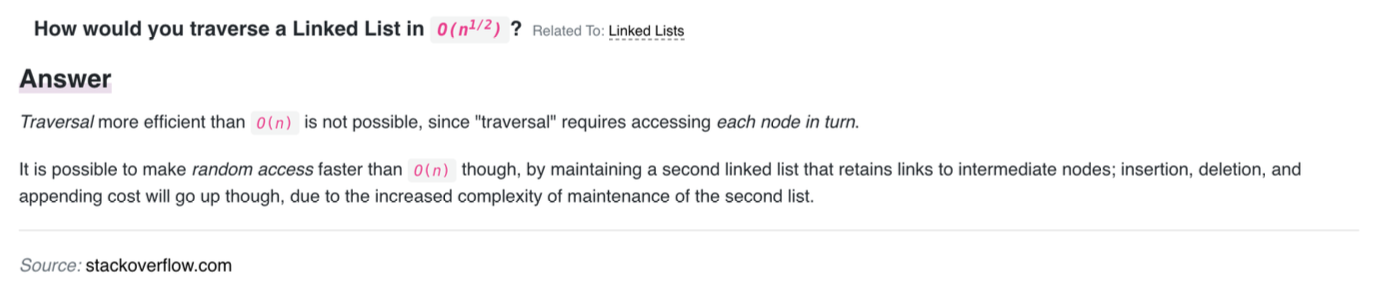 How would you traverse a Linked List in O(n^1/2) ? Related To: Linked Lists
Answer
Traversal more efficient than O(n) is not possible, since "traversal" requires accessing each node in turn.
It is possible to make random access faster than O(n) though, by maintaining a second linked list that retains links to intermediate nodes; insertion, deletion, and
appending cost will go up though, due to the increased complexity of maintenance of the second list.
Source: stackoverflow.com